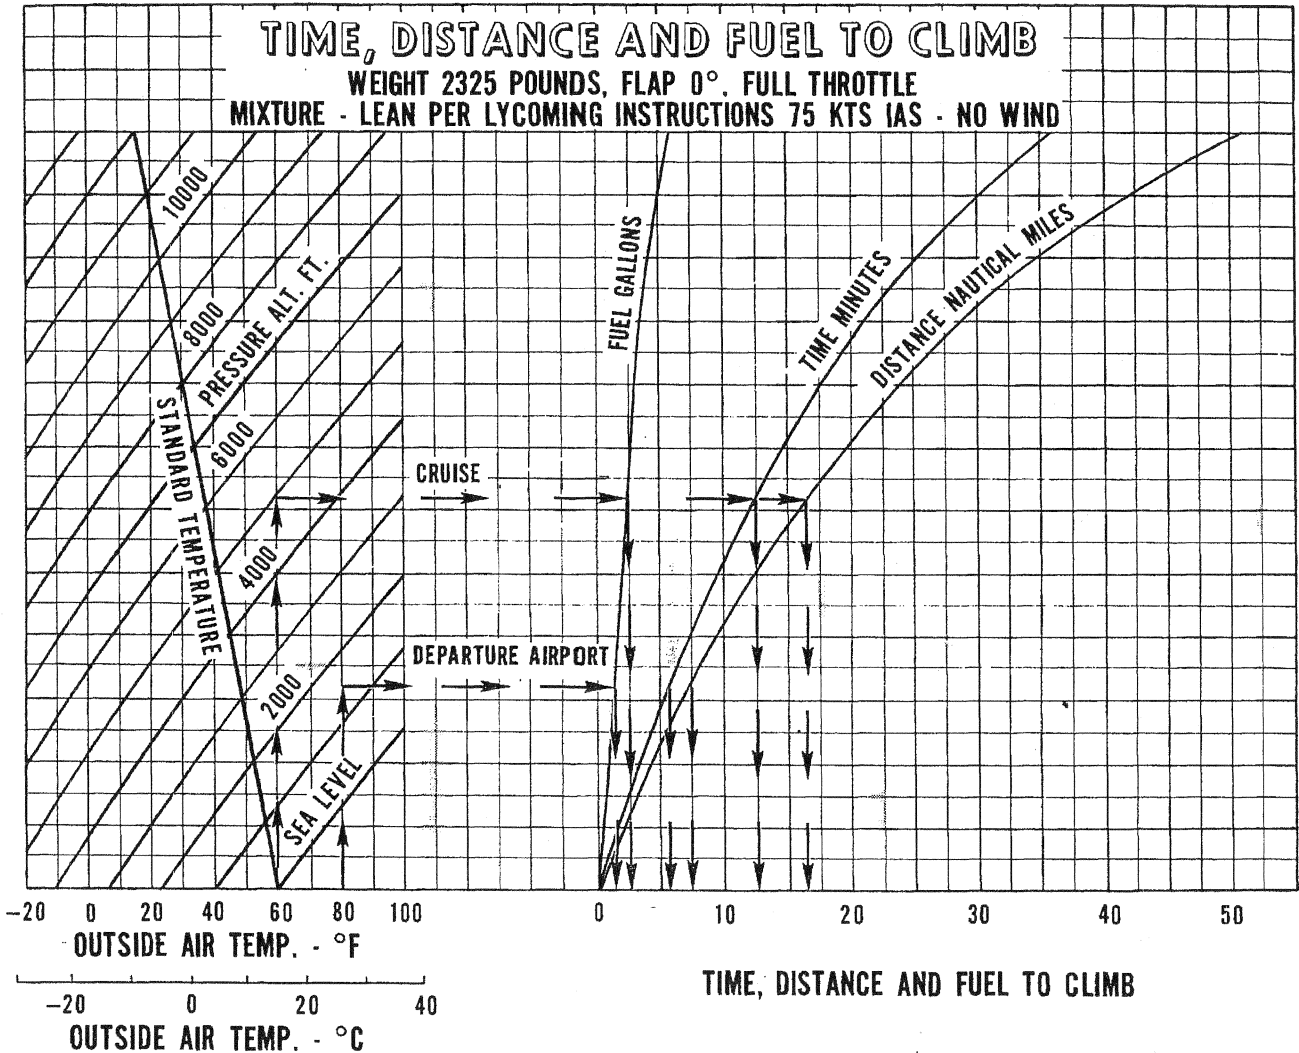 TIME, DISTANCE AND FUEL TO CLIMB
WEIGHT 2325 POUNDS, FLAP 0°. FULL THROTTLE
MIXTURE - LEAN PER LYCOMING INSTRUCTIONS 75 KTS IAS - NO WIND
10000
8000
PRESSURE ALT. FT.
6000
STANDARD TEMPERATURE
4000
2000
SEA LEVEL
FUEL GALLONS
TIME MINUTES
DISTANCE NAUTICAL MILES
CRUISE
DEPARTURE AIRPORT
-20 0 20 40 60 80 100 0 10 20 30 40 50
OUTSIDE AIR TEMP. - °F
-20 0 20 40
OUTSIDE AIR TEMP. - °C
TIME, DISTANCE AND FUEL TO CLIMB